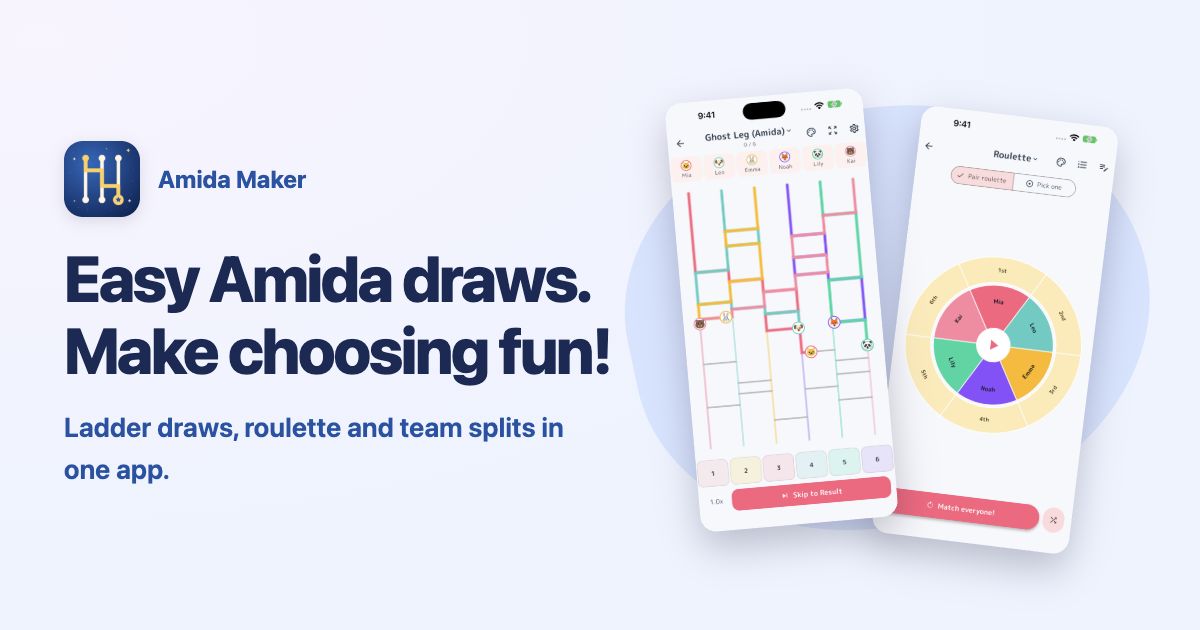 Amida Maker
Easy Amida draws.
Make choosing fun!
Ladder draws, roulette and team splits in
one app.
9:41
Ghost Leg (Amida)
0 / 6
Mia Leo Emma Noah Lily Kai
1 2 3 4 5 6
1.0x Skip to Result
9:41
Roulette
Pair roulette Pick one
1st
2nd
3rd
4th
5th
6th
Mia
Leo
Emma
Noah
Lily
Kai
Match everyone!